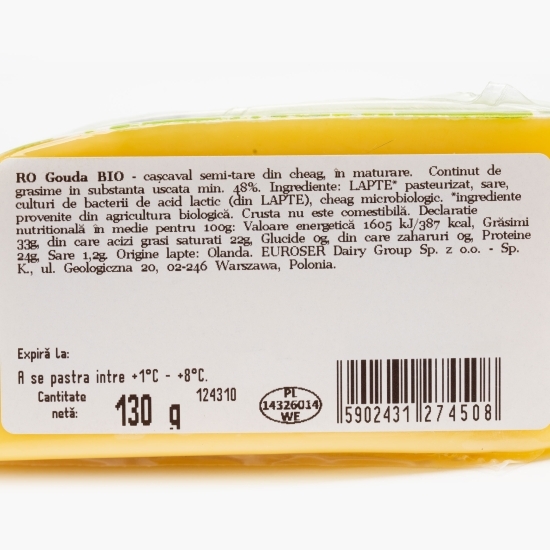 RO Gouda BIO - cașcaval semi-tare din cheag, în maturare. Continut de
grasime in substanta uscata min. 48%. Ingrediente: LAPTE* pasteurizat, sare,
culturi de bacterii de acid lactic (din LAPTE), cheag microbiologic. *ingrediente
provenite din agricultura biologică. Crusta nu este comestibilă. Declaratie
nutritională în medie pentru 100g: Valoare energetică 1605 kJ/387 kcal, Grăsimi
33g, din care acizi grasi saturati 22g, Glucide 0g, din care zaharuri 0g, Proteine
24g, Sare 1,2g. Origine lapte: Olanda. EUROSER Dairy Group Sp. z o.o. - Sp.
K., ul. Geologiczna 20, 02-246 Warszawa, Polonia.
Expiră la:
A se pastra intre +1°C - +8°C.
Cantitate
netă:
130 g
124310
PL
14326014
WE
5902431 274508